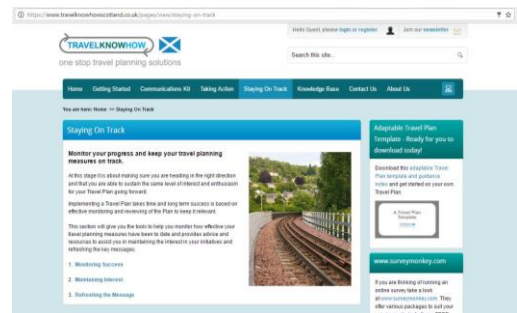 https://www.travelknowhowscotland.co.uk/pages/view/staying-on-track
Hello Guest, please login or register
Join our newsletter
TRAVELKNOWHOW
one stop travel planning solutions
Search this site...
Home Getting Started Communications Kit Taking Action Staying On Track Knowledge Base Contact Us About Us
You are here: Home >> Staying On Track
Staying On Track
Monitor your progress and keep your travel planning
measures on track.
At this stage it's about making sure you are heading in the right direction
and that you are able to sustain the same level of interest and enthusiasm
for your Travel Plan going forward.
Implementing a Travel Plan takes time and long term success is based on
effective monitoring and reviewing of the Plan to keep it relevant.
This section will give you the tools to help you monitor how effective your
travel planning measures have been to date and provides advice and
resources to assist you in maintaining the interest in your initiatives and
refreshing the key messages.
1. Monitoring Success
2. Maintaining Interest
3. Refreshing the Message
Adaptable Travel Plan
Template - Ready for you to
download today!
Download this adaptable Travel
Plan template and guidance
notes and get started on your own
Travel Plan.
A Travel Plan
Template
www.surveymonkey.com
If you are thinking of running an
online survey take a look
at www.surveymonkey.com. They
offer various packages to suit your